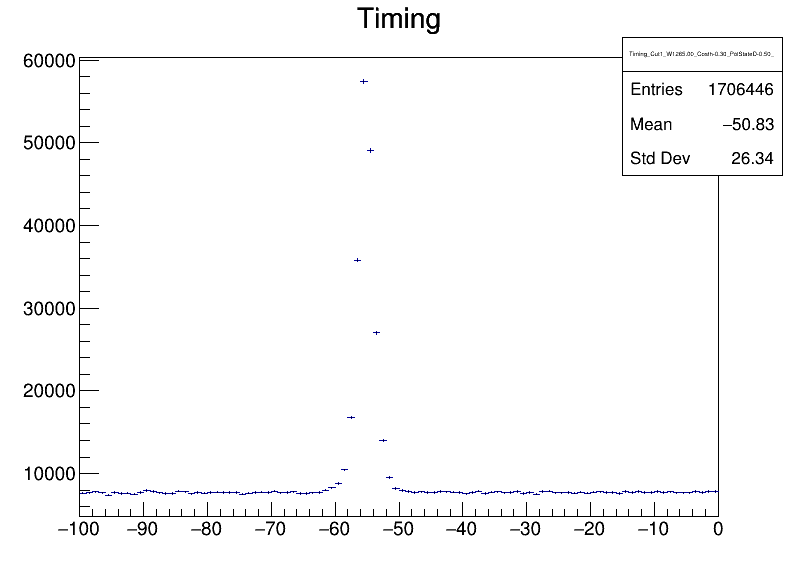 Timing
Timing_Cut1_W1265.00_Costh-0.30_PolStateD-0.50_
Entries 1706446
Mean −50.83
Std Dev 26.34
60000
50000
40000
30000
20000
10000
−100 −90 −80 −70 −60 −50 −40 −30 −20 −10 0